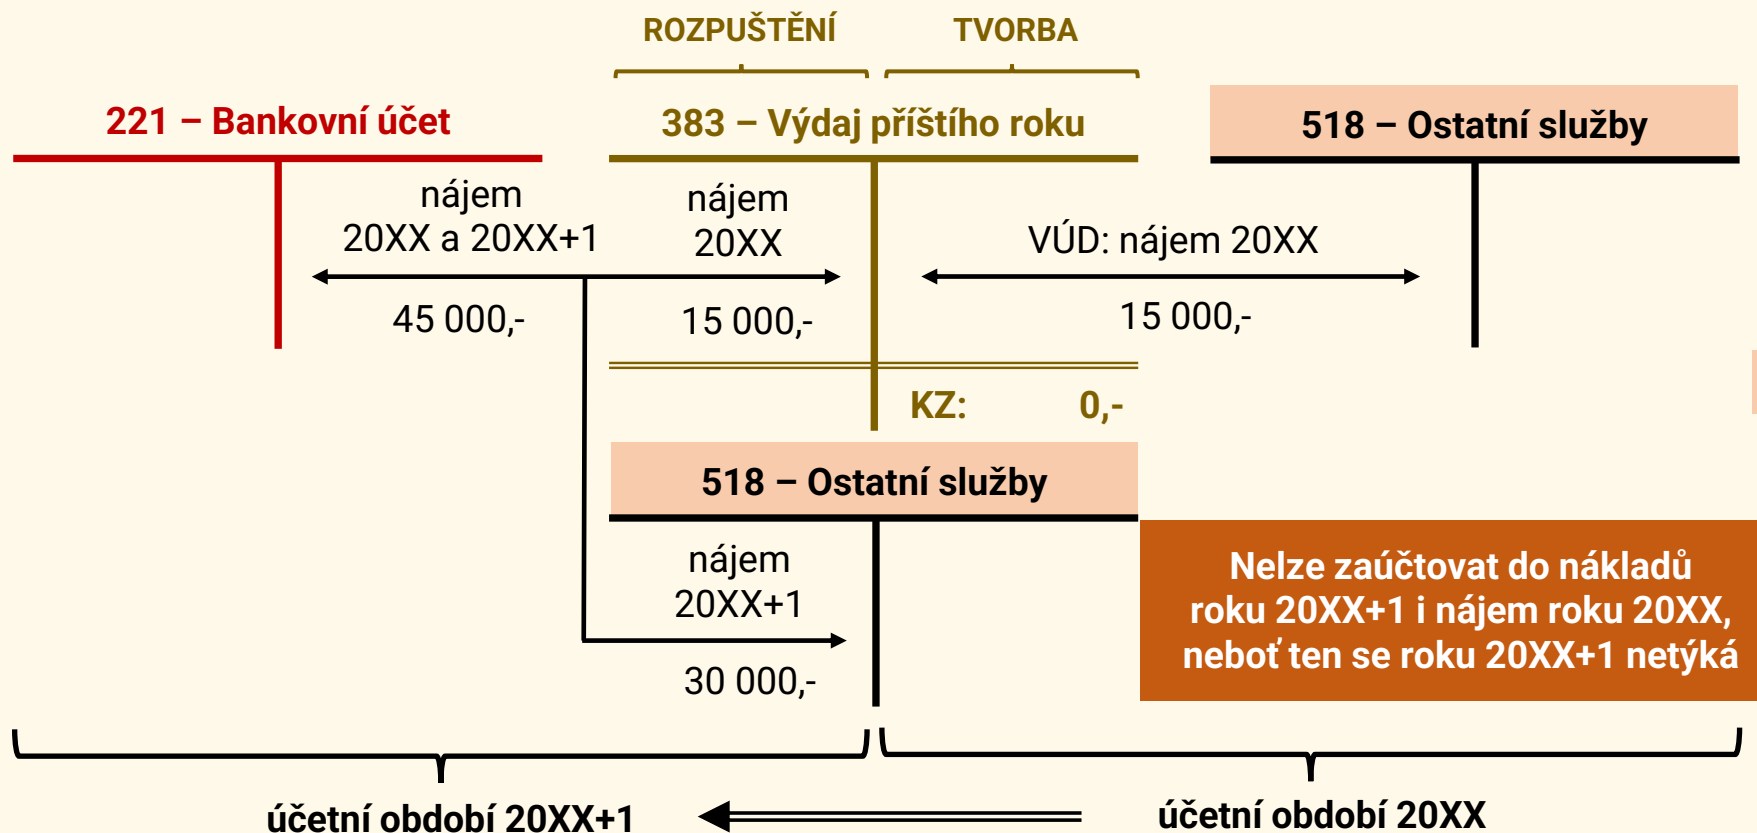 ROZPUŠTĚNÍ
TVORBA
221 – Bankovní účet
383 – Výdaj příštího roku
518 – Ostatní služby
nájem
20XX a 20XX+1
45 000,-
nájem
20XX
15 000,-
VÚD: nájem 20XX
15 000,-
KZ: 0,-
518 – Ostatní služby
nájem
20XX+1
30 000,-
Nelze zaúčtovat do nákladů
roku 20XX+1 i nájem roku 20XX,
neboť ten se roku 20XX+1 netýká
účetní období 20XX+1
účetní období 20XX